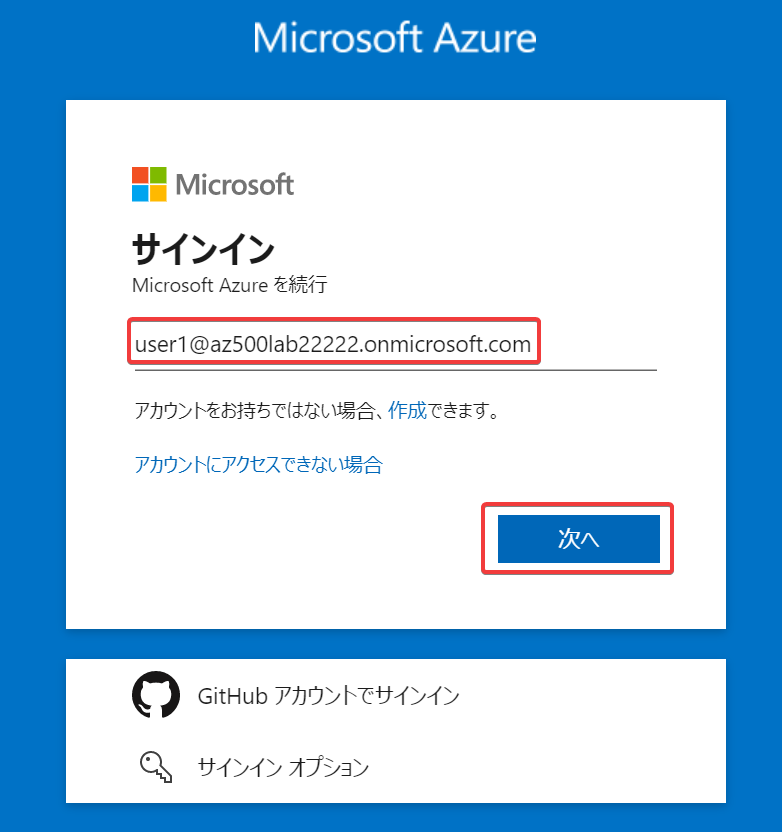 Microsoft Azure
Microsoft
サインイン
Microsoft Azure を続行
user1@az500lab22222.onmicrosoft.com
アカウントをお持ちではない場合、作成できます。
アカウントにアクセスできない場合
次へ
GitHub アカウントでサインイン
サインイン オプション